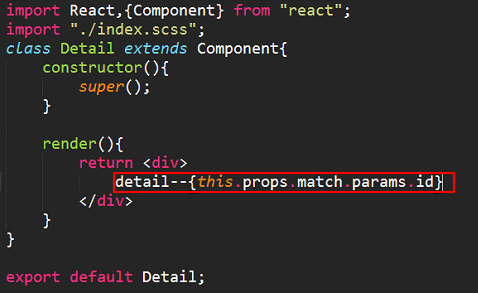 import React,{Component} from "react";
import "./index.scss";
class Detail extends Component{
    constructor(){
        super();
    }

    render(){
        return <div>
            detail--{this.props.match.params.id}
        </div>
    }
}

export default Detail;